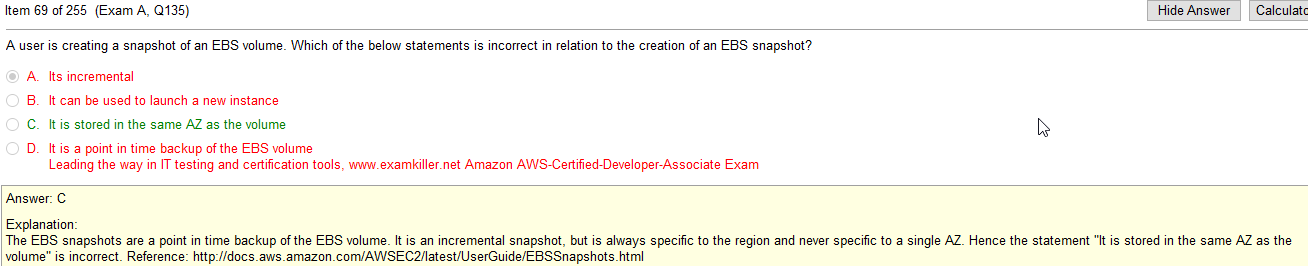 Item 69 of 255 (Exam A, Q135)
Hide Answer
A user is creating a snapshot of an EBS volume. Which of the below statements is incorrect in relation to the creation of an EBS snapshot?
A. Its incremental
B. It can be used to launch a new instance
C. It is stored in the same AZ as the volume
D. It is a point in time backup of the EBS volume
Leading the way in IT testing and certification tools, www.examkiller.net Amazon AWS-Certified-Developer-Associate Exam
Answer: C
Explanation:
The EBS snapshots are a point in time backup of the EBS volume. It is an incremental snapshot, but is always specific to the region and never specific to a single AZ. Hence the statement "It is stored in the same AZ as the
volume" is incorrect. Reference: http://docs.aws.amazon.com/AWSEC2/latest/UserGuide/EBSSnapshots.html